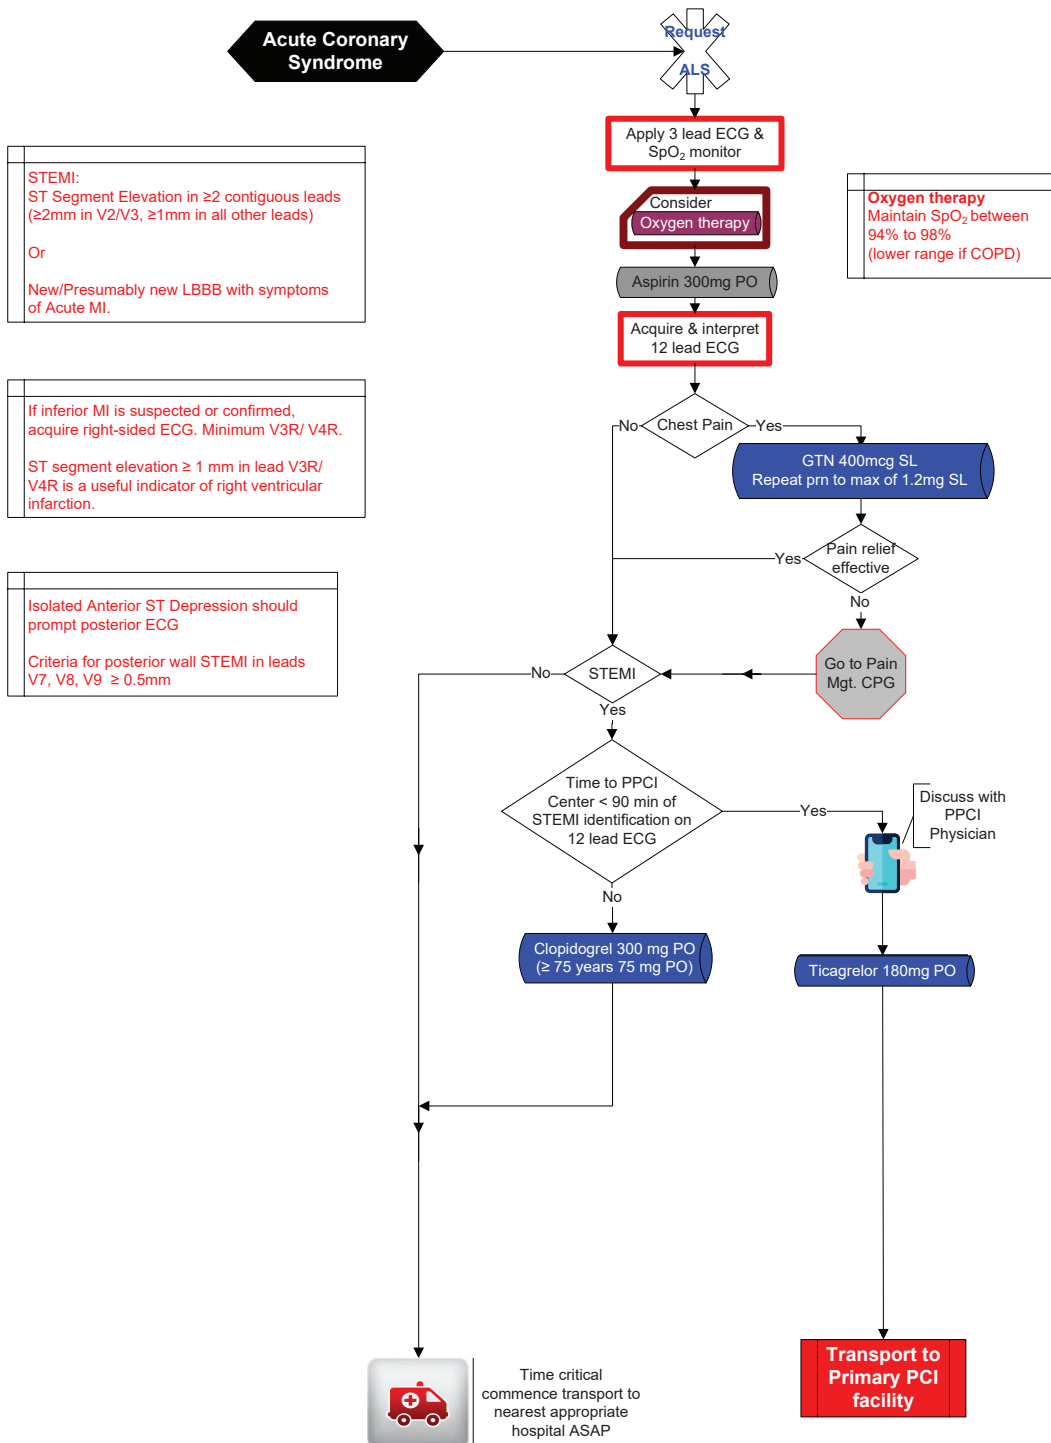 Acute Coronary
Syndrome
Request
ALS
Apply 3 lead ECG &
SpO₂ monitor
STEMI:
ST Segment Elevation in ≥2 contiguous leads
(≥2mm in V2/V3, ≥1mm in all other leads)
Or
New/Presumably new LBBB with symptoms
of Acute MI.
Consider
Oxygen therapy
Oxygen therapy
Maintain SpO₂ between
94% to 98%
(lower range if COPD)
Aspirin 300mg PO
Acquire & interpret
12 lead ECG
If inferior MI is suspected or confirmed,
acquire right-sided ECG. Minimum V3R/ V4R.
ST segment elevation ≥ 1 mm in lead V3R/
V4R is a useful indicator of right ventricular
infarction.
No
Chest Pain
Yes
GTN 400mcg SL
Repeat prn to max of 1.2mg SL
Yes
Pain relief
effective
No
Isolated Anterior ST Depression should
prompt posterior ECG
Criteria for posterior wall STEMI in leads
V7, V8, V9  ≥ 0.5mm
No
STEMI
Go to Pain
Mgt. CPG
Yes
Time to PPCI
Center < 90 min of
STEMI identification on
12 lead ECG
Yes
Discuss with
PPCI
Physician
No
Clopidogrel 300 mg PO
(≥ 75 years 75 mg PO)
Ticagrelor 180mg PO
Transport to
Primary PCI
facility
Time critical
commence transport to
nearest appropriate
hospital ASAP